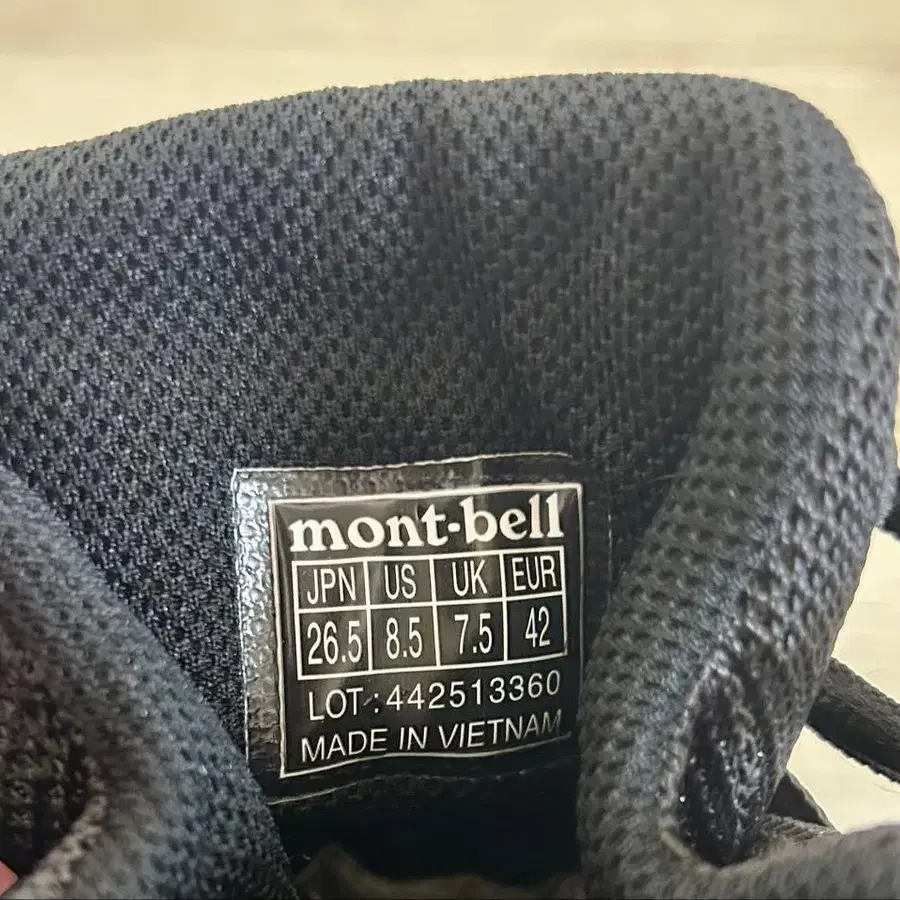 mont-bell
JPN US UK EUR
26.5 8.5 7.5 42
LOT:442513360
MADE IN VIETNAM